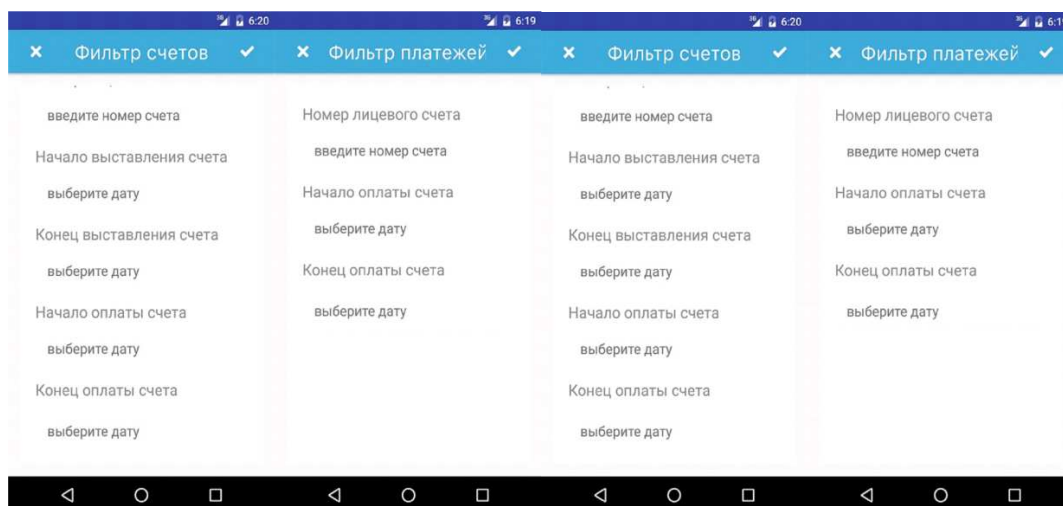 6:20
Фильтр счетов
введите номер счета
Начало выставления счета
выберите дату
Конец выставления счета
выберите дату
Начало оплаты счета
выберите дату
Конец оплаты счета
выберите дату
6:19
Фильтр платежей
Номер лицевого счета
введите номер счета
Начало оплаты счета
выберите дату
Конец оплаты счета
выберите дату
6:20
Фильтр счетов
введите номер счета
Начало выставления счета
выберите дату
Конец выставления счета
выберите дату
Начало оплаты счета
выберите дату
Конец оплаты счета
выберите дату
6:19
Фильтр платежей
Номер лицевого счета
введите номер счета
Начало оплаты счета
выберите дату
Конец оплаты счета
выберите дату